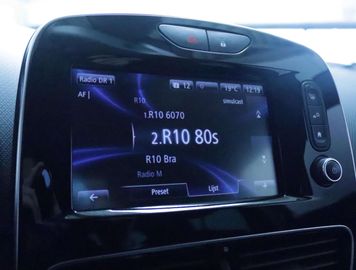 Radio DR 1 12 19°C 12:19
AF
R10 simulcast
1.R10 6070
2.R10 80s
R10 Bra
Radio M
Preset Lijst